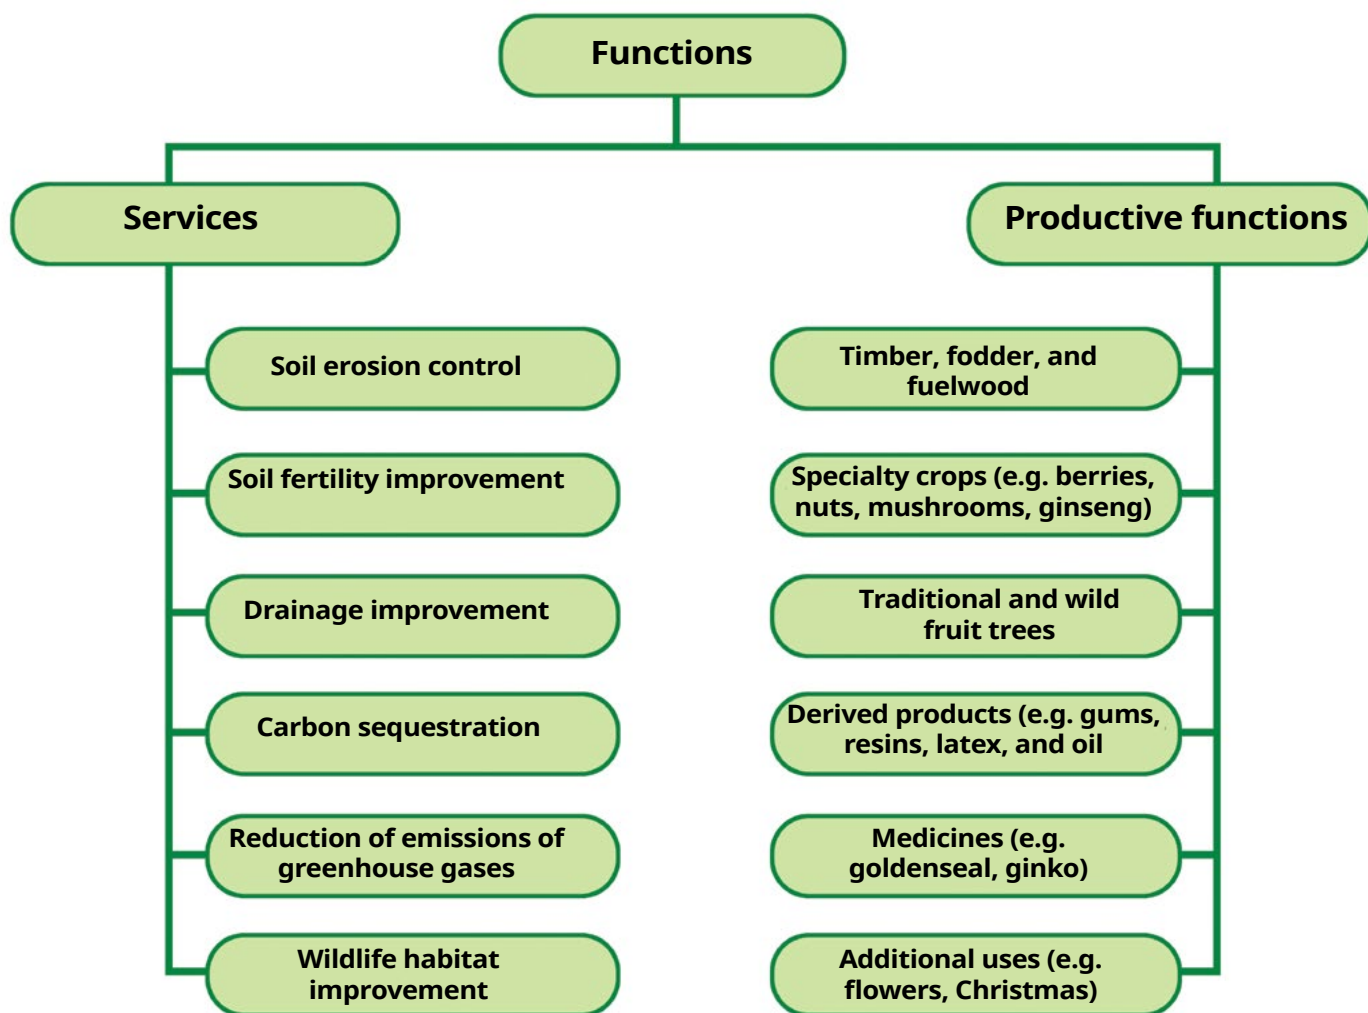 Functions
Services
Productive functions
Soil erosion control
Soil fertility improvement
Drainage improvement
Carbon sequestration
Reduction of emissions of
greenhouse gases
Wildlife habitat
improvement
Timber, fodder, and
fuelwood
Specialty crops (e.g. berries,
nuts, mushrooms, ginseng)
Traditional and wild
fruit trees
Derived products (e.g. gums,
resins, latex, and oil
Medicines (e.g.
goldenseal, ginko)
Additional uses (e.g.
flowers, Christmas)